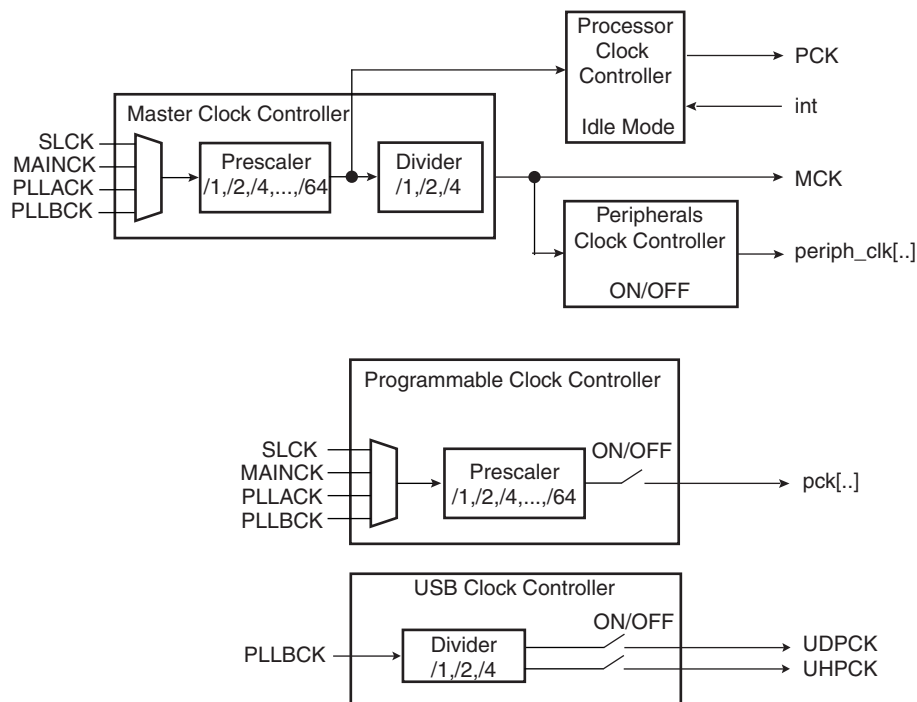 Processor
Clock
Controller
Idle Mode
PCK
int
Master Clock Controller
SLCK
MAINCK
PLLACK
PLLBCK
Prescaler
/1,/2,/4,...,/64
Divider
/1,/2,/4
MCK
Peripherals
Clock Controller
ON/OFF
periph_clk[..]
Programmable Clock Controller
SLCK
MAINCK
PLLACK
PLLBCK
Prescaler
/1,/2,/4,...,/64
ON/OFF
pck[..]
USB Clock Controller
PLLBCK
Divider
/1,/2,/4
ON/OFF
UDPCK
UHPCK